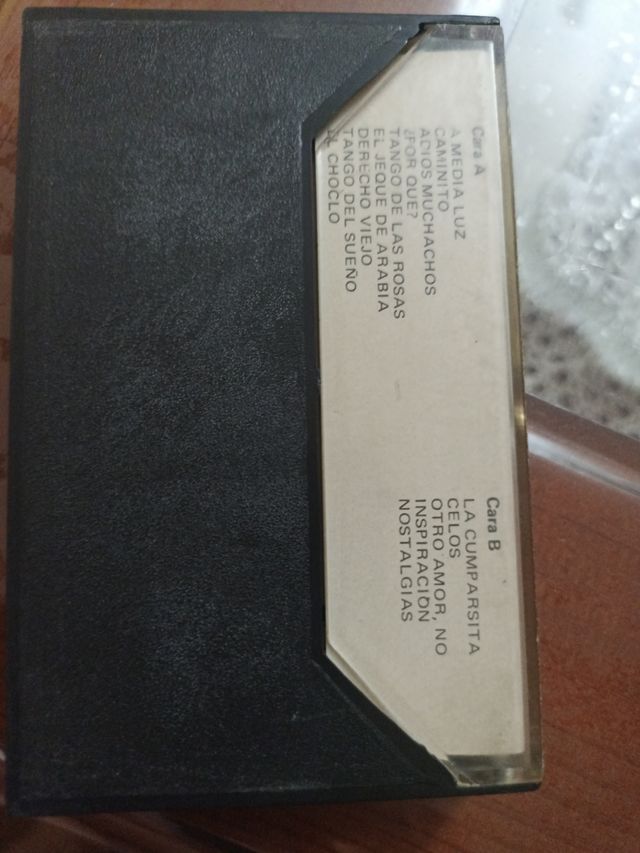 Cara A
A MEDIA LUZ
CAMINITO
ADIOS MUCHACHOS
¿POR QUE?
TANGO DE LAS ROSAS
EL JEQUE DE ARABIA
DERECHO VIEJO
TANGO DEL SUEÑO
EL CHOCLO
Cara B
LA CUMPARSITA
CELOS
OTRO AMOR, NO
INSPIRACIÓN
NOSTALGIAS